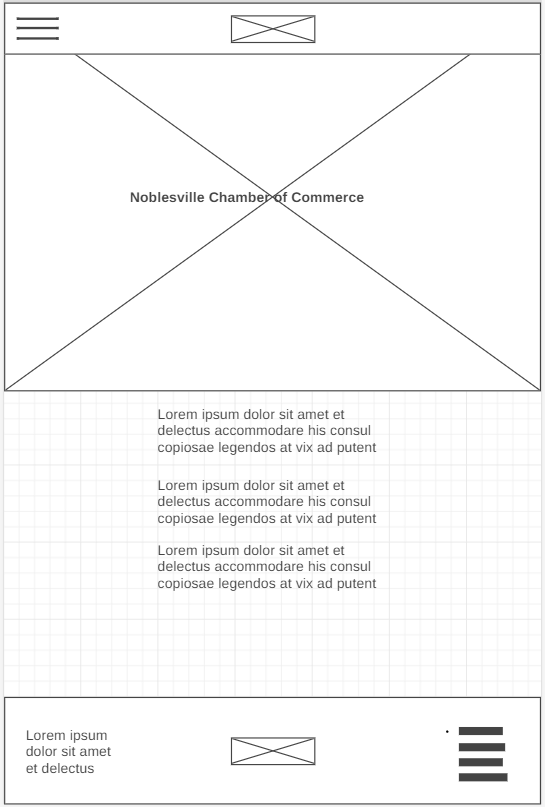 Noblesville Chamber of Commerce
Lorem ipsum dolor sit amet et
delectus accommodare his consul
copiosae legendos at vix ad putent
Lorem ipsum dolor sit amet et
delectus accommodare his consul
copiosae legendos at vix ad putent
Lorem ipsum dolor sit amet et
delectus accommodare his consul
copiosae legendos at vix ad putent
Lorem ipsum
dolor sit amet
et delectus